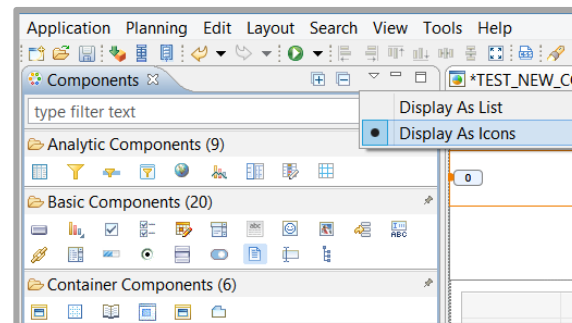 Application Planning Edit Layout Search View Tools Help
Components
*TEST_NEW_C
type filter text
Display As List
Display As Icons
Analytic Components (9)
0
Basic Components (20)
abc
ABC
Container Components (6)